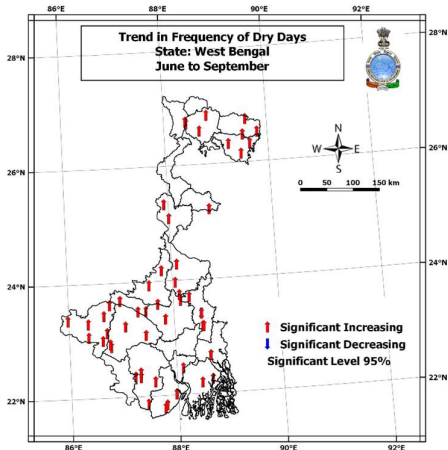 86°E 88°E 90°E 92°E
Trend in Frequency of Dry Days
State: West Bengal
June to September
28°N 28°N
N
W E
S
26°N 26°N
0 50 100 150 km
24°N 24°N
Significant Increasing
Significant Decreasing
Significant Level 95%
22°N 22°N
86°E 88°E 90°E 92°E